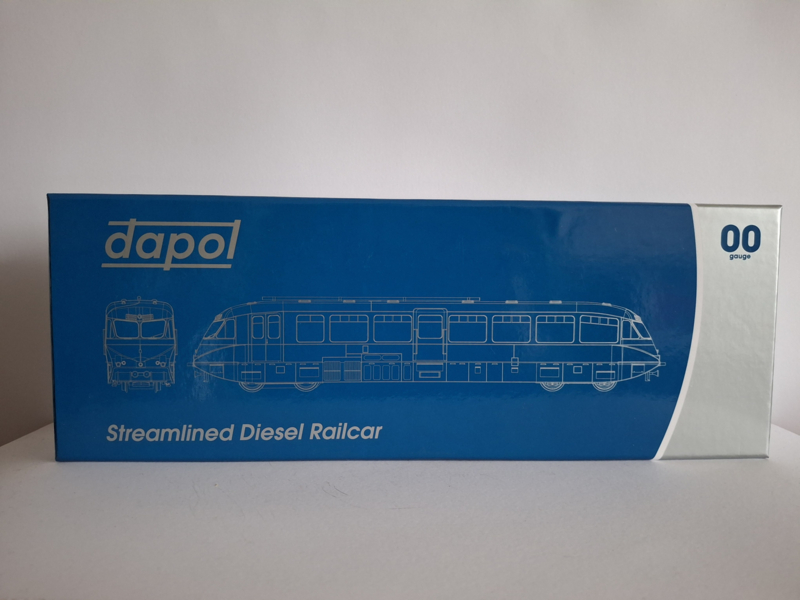 dapol
00
gauge
Streamlined Diesel Railcar